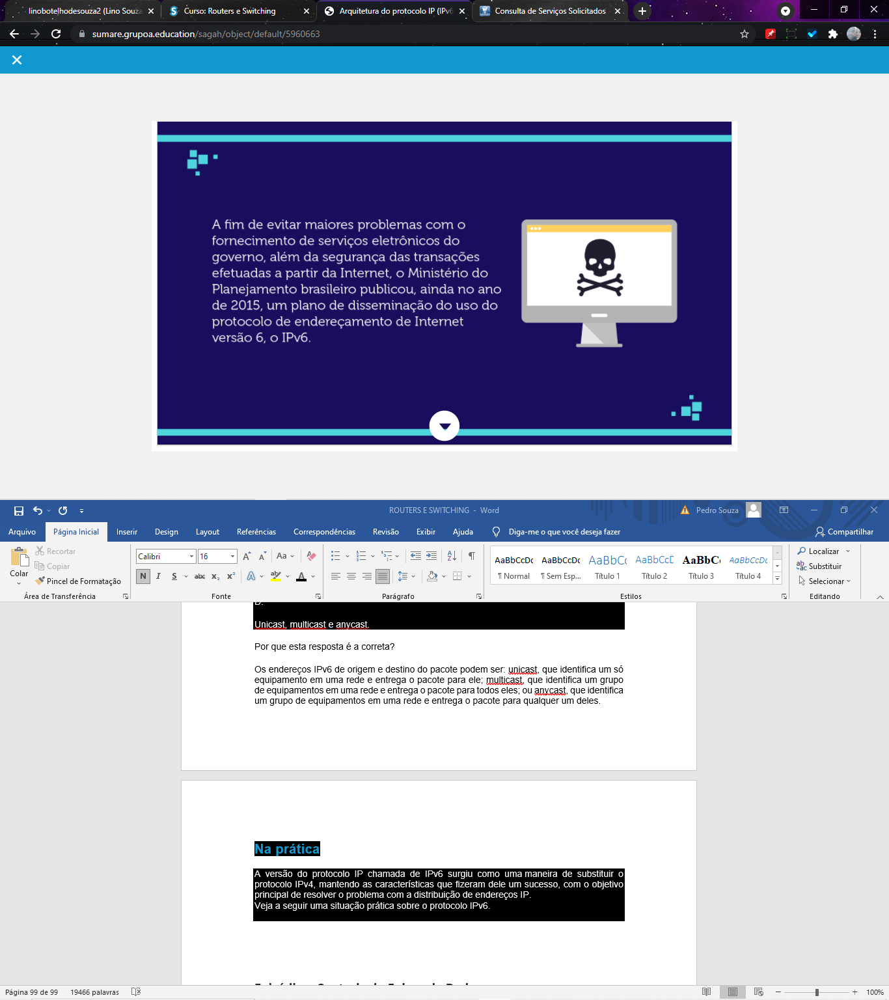 linobotelhodesouza2 (Lino Souza
Curso: Routers e Switching
Arquitetura do protocolo IP (IPv6
Consulta de Serviços Solicitados
sumare.grupoa.education/sagah/object/default/5960663
A fim de evitar maiores problemas com o
fornecimento de serviços eletrônicos do
governo, além da segurança das transações
efetuadas a partir da Internet, o Ministério do
Planejamento brasileiro publicou, ainda no ano
de 2015, um plano de disseminação do uso do
protocolo de endereçamento de Internet
versão 6, o IPv6.
ROUTERS E SWITCHING - Word
Pedro Souza
Arquivo Página Inicial Inserir Design Layout Referências Correspondências Revisão Exibir Ajuda Diga-me o que você deseja fazer Compartilhar
Colar
Recortar
Copiar
Pincel de Formatação
Área de Transferência
Calibri 16
Aa
N I S abc x₂ x² A ab A
Fonte
Parágrafo
AaBbCcDc AaBbCcDc AaBbCc AaBbCcD AaBbCc AaBbCcDc
¶ Normal ¶ Sem Esp... Título 1 Título 2 Título 3 Título 4
Estilos
Localizar
Substituir
Selecionar
Editando
D.
Unicast, multicast e anycast.
Por que esta resposta é a correta?
Os endereços IPv6 de origem e destino do pacote podem ser: unicast, que identifica um só
equipamento em uma rede e entrega o pacote para ele; multicast, que identifica um grupo
de equipamentos em uma rede e entrega o pacote para todos eles; ou anycast, que identifica
um grupo de equipamentos em uma rede e entrega o pacote para qualquer um deles.
Na prática
A versão do protocolo IP chamada de IPv6 surgiu como uma maneira de substituir o
protocolo IPv4, mantendo as características que fizeram dele um sucesso, com o objetivo
principal de resolver o problema com a distribuição de endereços IP.
Veja a seguir uma situação prática sobre o protocolo IPv6.
Página 99 de 99 19466 palavras
100%